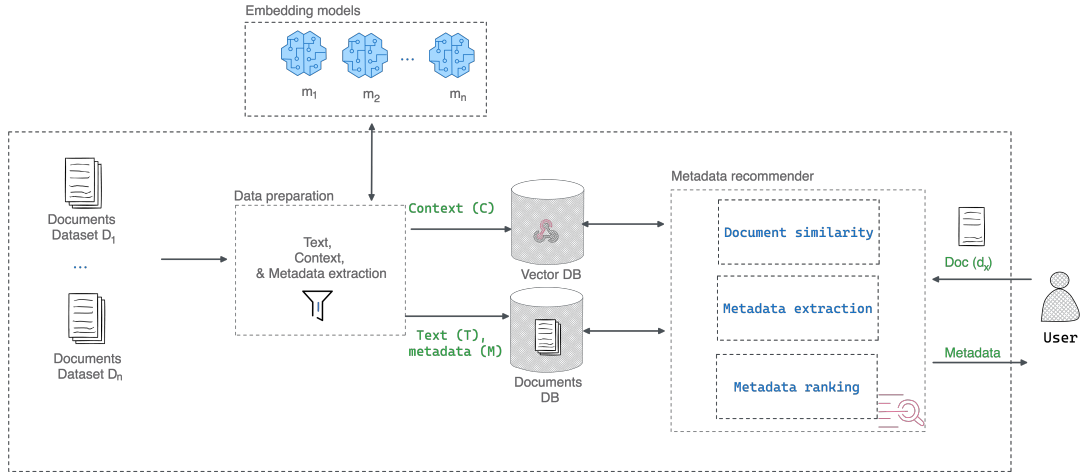 Embedding models
m1
m2
...
mn
Documents
Dataset D1
...
Documents
Dataset Dn
Data preparation
Text,
Context,
& Metadata extraction
Context (C)
Text (T),
metadata (M)
Vector DB
Documents
DB
Metadata recommender
Document similarity
Metadata extraction
Metadata ranking
Doc (dx)
User
Metadata